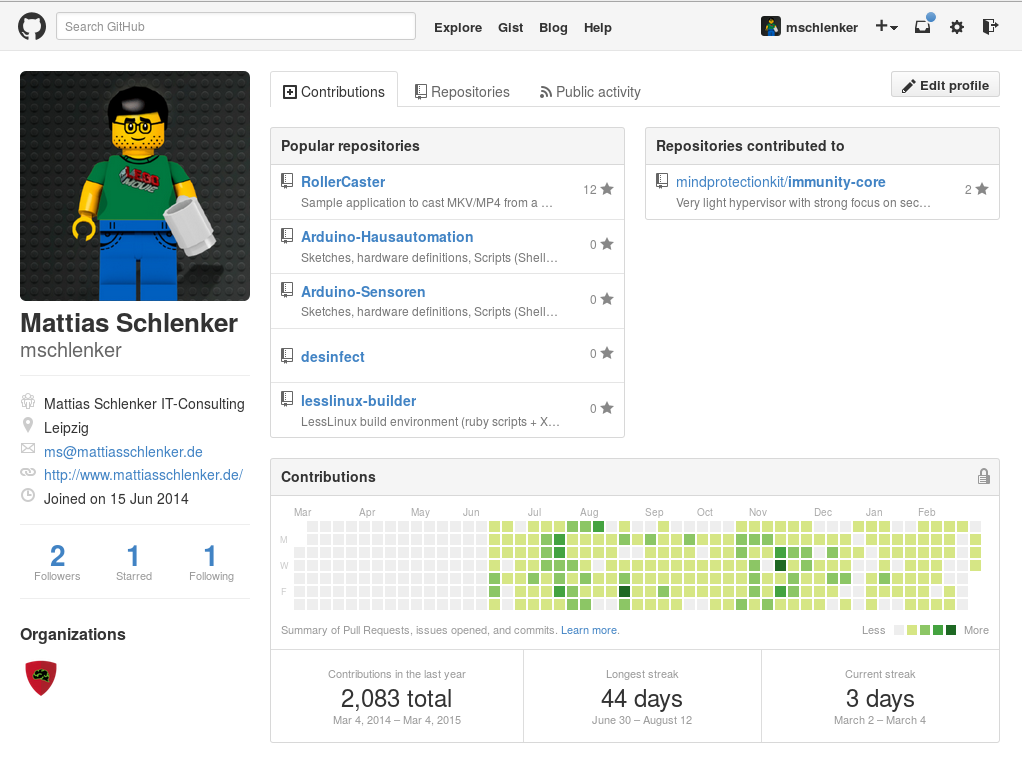 Search GitHub
Explore Gist Blog Help
mschlenker
Contributions
Repositories
Public activity
Edit profile
THE
LEGO
MOVIE
Mattias Schlenker
mschlenker
Mattias Schlenker IT-Consulting
Leipzig
ms@mattiasschlenker.de
http://www.mattiasschlenker.de/
Joined on 15 Jun 2014
2 1 1
Followers Starred Following
Organizations
Popular repositories
RollerCaster
12
Sample application to cast MKV/MP4 from a …
Arduino-Hausautomation
0
Sketches, hardware definitions, Scripts (Shell…
Arduino-Sensoren
0
Sketches, hardware definitions, Scripts (Shell…
desinfect
0
lesslinux-builder
0
LessLinux build environment (ruby scripts + X…
Repositories contributed to
mindprotectionkit/immunity-core
2
Very light hypervisor with strong focus on sec…
Contributions
Mar Apr May Jun Jul Aug Sep Oct Nov Dec Jan Feb
M
W
F
Summary of Pull Requests, issues opened, and commits. Learn more.
Less More
Contributions in the last year
2,083 total
Mar 4, 2014 – Mar 4, 2015
Longest streak
44 days
June 30 – August 12
Current streak
3 days
March 2 – March 4